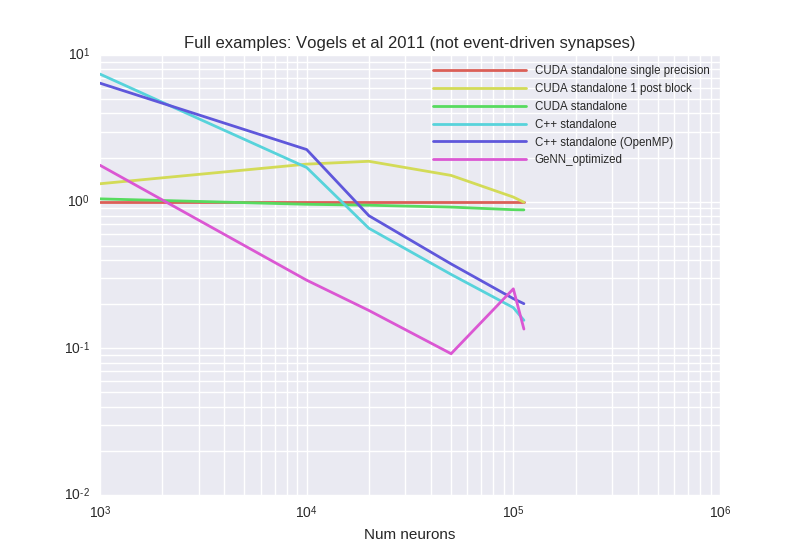 Full examples: Vogels et al 2011 (not event-driven synapses)
10¹
10⁰
10⁻¹
10⁻²
CUDA standalone single precision
CUDA standalone 1 post block
CUDA standalone
C++ standalone
C++ standalone (OpenMP)
GeNN_optimized
10³ 10⁴ 10⁵ 10⁶
Num neurons